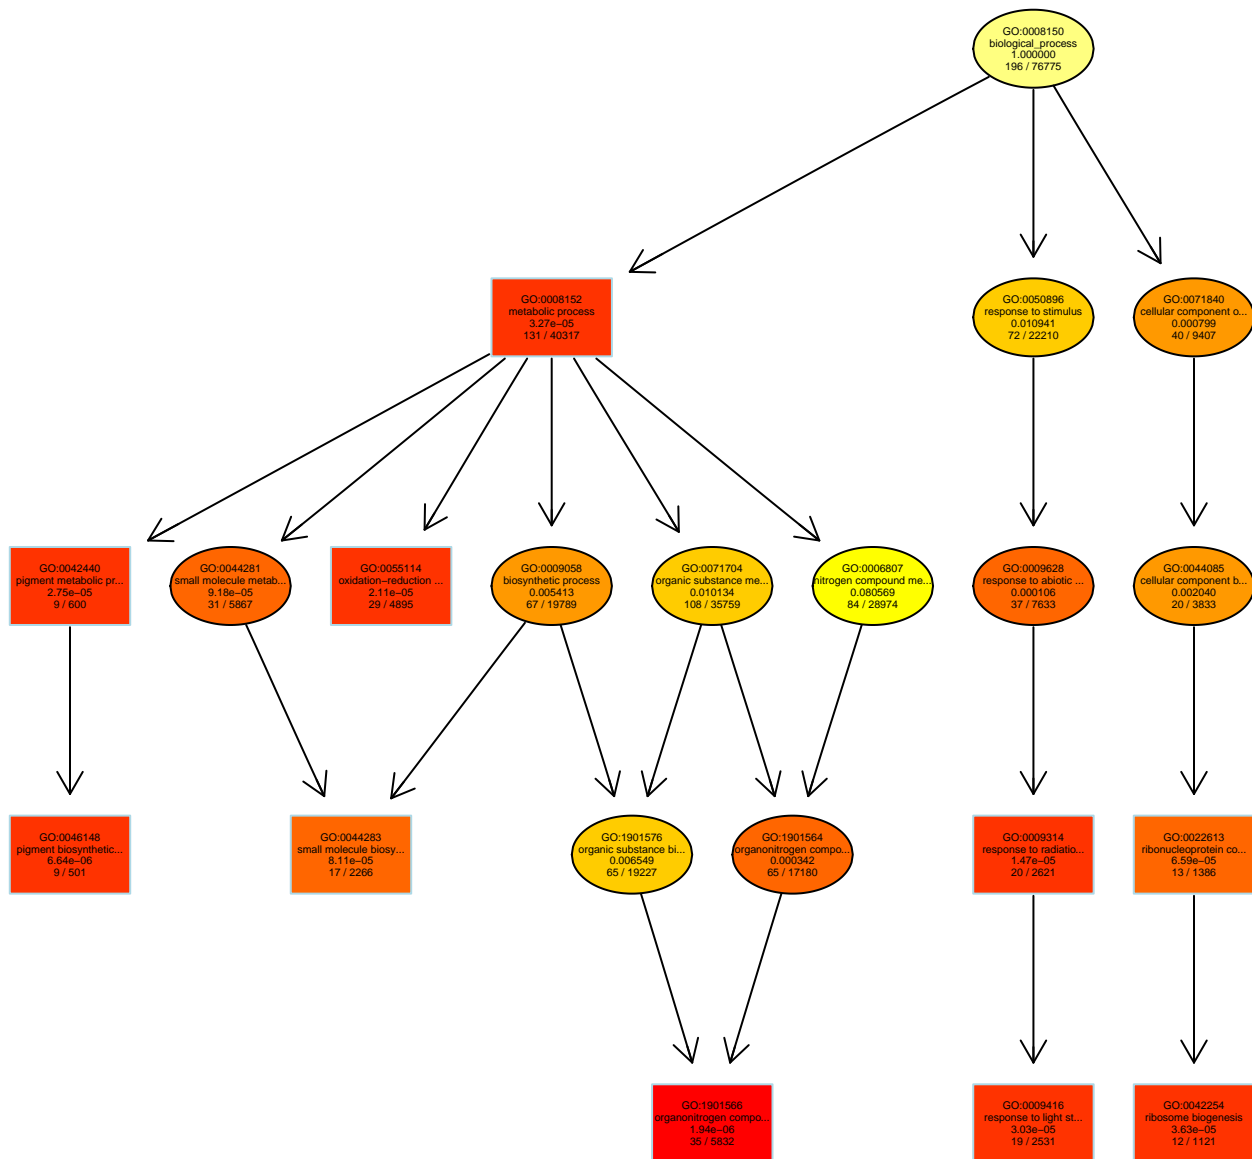 GO:0008150
biological_process
1.000000
196 / 76775
GO:0008152
metabolic process
3.27e−05
131 / 40317
GO:0050896
response to stimulus
0.010941
72 / 22210
GO:0071840
cellular component o...
0.000799
40 / 9407
GO:0042440
pigment metabolic pr...
2.75e−05
9 / 600
GO:0044281
small molecule metab...
9.18e−05
31 / 5867
GO:0055114
oxidation−reduction ...
2.11e−05
29 / 4895
GO:0009058
biosynthetic process
0.005413
67 / 19789
GO:0071704
organic substance me...
0.010134
108 / 35759
GO:0006807
nitrogen compound me...
0.080569
84 / 28974
GO:0009628
response to abiotic ...
0.000106
37 / 7633
GO:0044085
cellular component b...
0.002040
20 / 3833
GO:0046148
pigment biosynthetic...
6.64e−06
9 / 501
GO:0044283
small molecule biosy...
8.11e−05
17 / 2266
GO:1901576
organic substance bi...
0.006549
65 / 19227
GO:1901564
organonitrogen compo...
0.000342
65 / 17180
GO:0009314
response to radiatio...
1.47e−05
20 / 2621
GO:0022613
ribonucleoprotein co...
6.59e−05
13 / 1386
GO:1901566
organonitrogen compo...
1.94e−06
35 / 5832
GO:0009416
response to light st...
3.03e−05
19 / 2531
GO:0042254
ribosome biogenesis
3.63e−05
12 / 1121